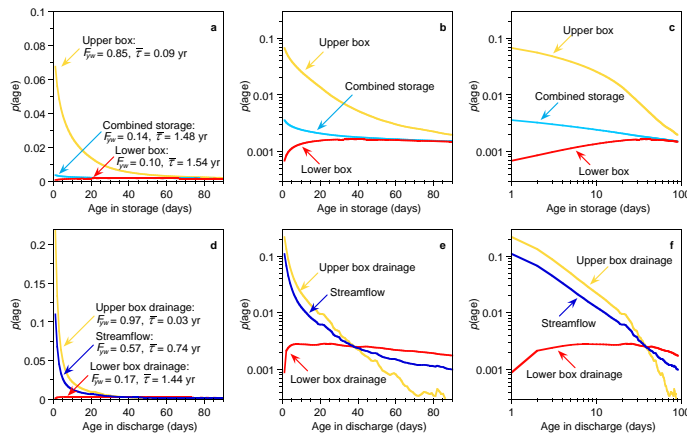 a
Upper box:
Fyw = 0.85, τ = 0.09 yr
Combined storage:
Fyw = 0.14, τ = 1.48 yr
Lower box:
Fyw = 0.10, τ = 1.54 yr
0.1
0.08
0.06
0.04
0.02
0
p(age)
0 20 40 60 80
Age in storage (days)
b
Upper box
Combined storage
Lower box
0.1
0.01
0.001
p(age)
0 20 40 60 80
Age in storage (days)
c
Upper box
Combined storage
Lower box
0.1
0.01
0.001
p(age)
1 10 100
Age in storage (days)
d
Upper box drainage:
Fyw = 0.97, τ = 0.03 yr
Streamflow:
Fyw = 0.57, τ = 0.74 yr
Lower box drainage:
Fyw = 0.17, τ = 1.44 yr
0.2
0.15
0.1
0.05
0
p(age)
0 20 40 60 80
Age in discharge (days)
e
Upper box drainage
Streamflow
Lower box drainage
0.1
0.01
0.001
p(age)
0 20 40 60 80
Age in discharge (days)
f
Upper box drainage
Streamflow
Lower box drainage
0.1
0.01
0.001
p(age)
1 10 100
Age in discharge (days)